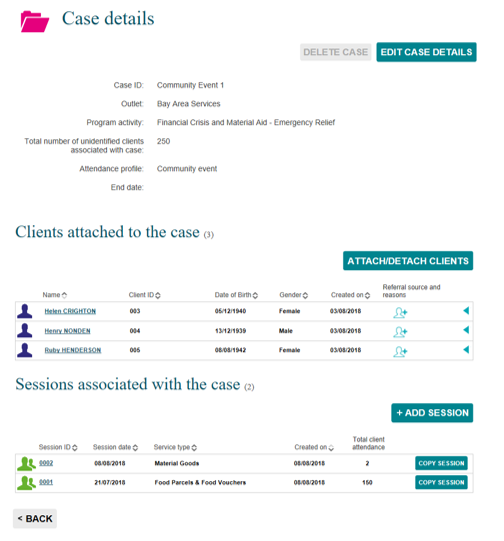 Case details
DELETE CASE EDIT CASE DETAILS
Case ID: Community Event 1
Outlet: Bay Area Services
Program activity: Financial Crisis and Material Aid - Emergency Relief
Total number of unidentified clients 250
associated with case:
Attendance profile: Community event
End date:
Clients attached to the case (3)
ATTACH/DETACH CLIENTS
Name Client ID Date of Birth Gender Created on Referral source and
reasons
Helen CRIGHTON 003 05/12/1940 Female 03/08/2018
Henry NONDEN 004 13/12/1939 Male 03/08/2018
Ruby HENDERSON 005 08/08/1942 Female 03/08/2018
Sessions associated with the case (2)
+ ADD SESSION
Session ID Session date Service type Created on Total client
attendance
0002 08/08/2018 Material Goods 08/08/2018 2 COPY SESSION
0001 21/07/2018 Food Parcels & Food Vouchers 08/08/2018 150 COPY SESSION
< BACK